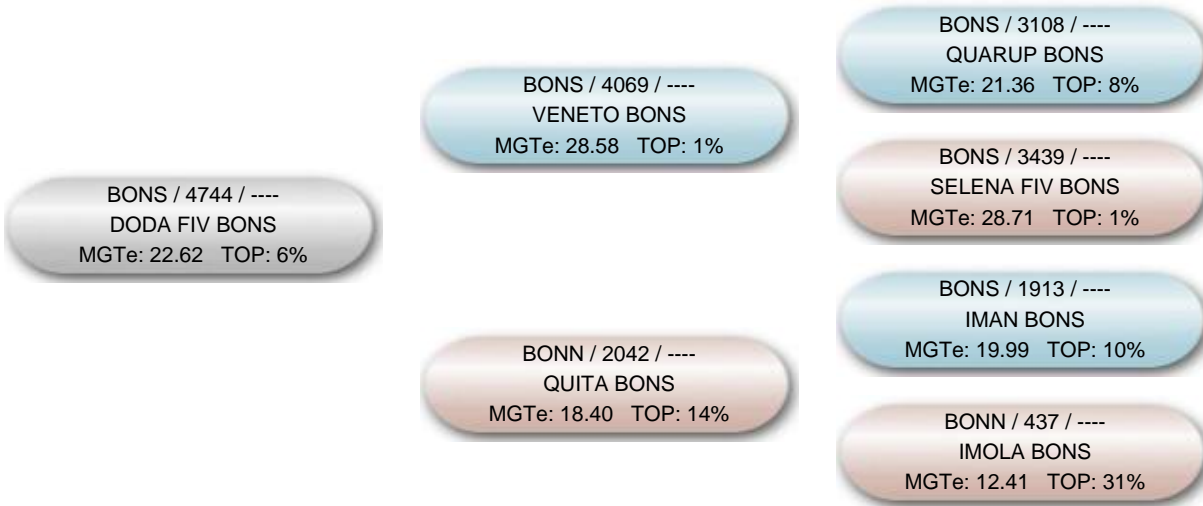 BONS / 4744 / ----
DODA FIV BONS
MGTe: 22.62 TOP: 6%
BONS / 4069 / ----
VENETO BONS
MGTe: 28.58 TOP: 1%
BONN / 2042 / ----
QUITA BONS
MGTe: 18.40 TOP: 14%
BONS / 3108 / ----
QUARUP BONS
MGTe: 21.36 TOP: 8%
BONS / 3439 / ----
SELENA FIV BONS
MGTe: 28.71 TOP: 1%
BONS / 1913 / ----
IMAN BONS
MGTe: 19.99 TOP: 10%
BONN / 437 / ----
IMOLA BONS
MGTe: 12.41 TOP: 31%